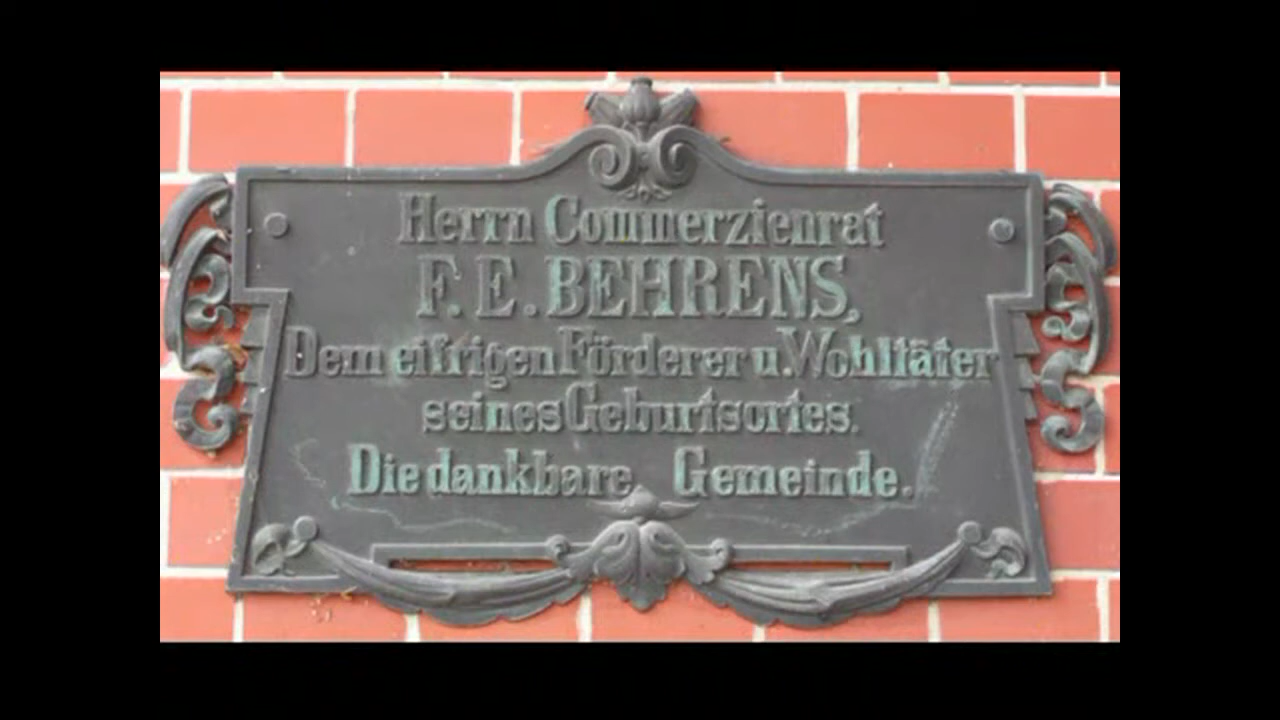 Herrn Commerzienrat
F. E. BEHRENS,
Dem eifrigen Förderer u. Wohltäter
seines Geburtsortes.
Die dankbare Gemeinde.